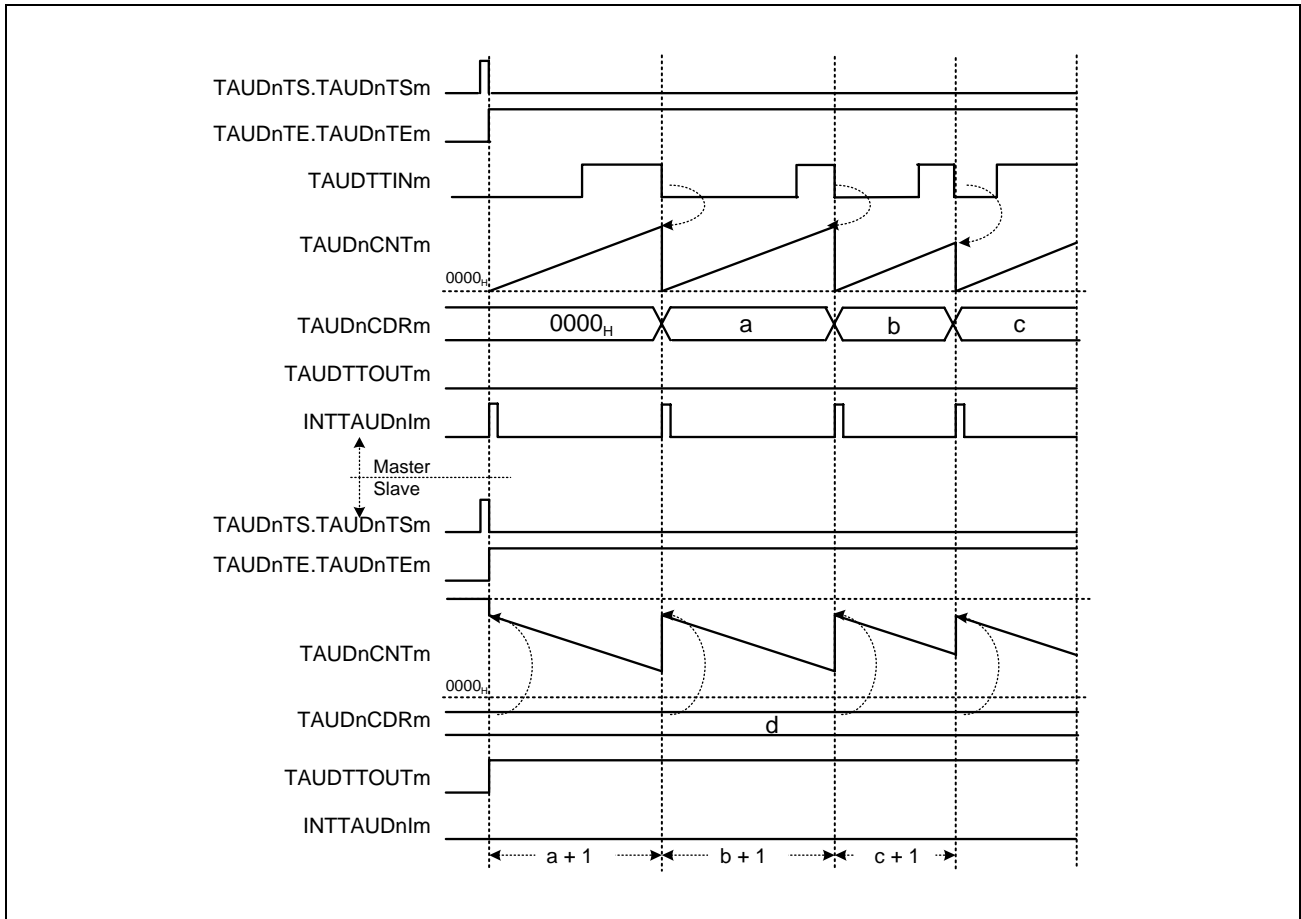 TAUDnTS.TAUDnTSm
TAUDnTE.TAUDnTEm
TAUDTTINm
TAUDnCNTm
0000H
TAUDnCDRm
0000H a b c
TAUDTTOUTm
INTTAUDnIm
Master
Slave
TAUDnTS.TAUDnTSm
TAUDnTE.TAUDnTEm
TAUDnCNTm
0000H
TAUDnCDRm
d
TAUDTTOUTm
INTTAUDnIm
a + 1 b + 1 c + 1